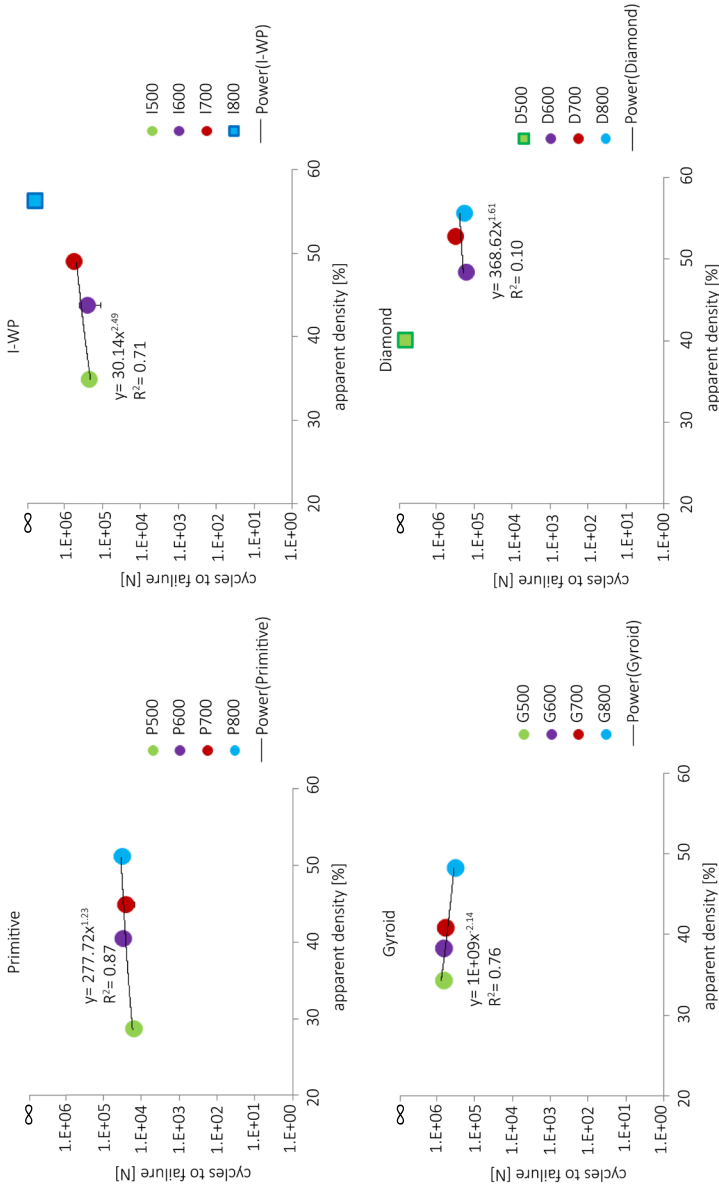 Primitive
∞
1.E+06
1.E+05
1.E+04
1.E+03
1.E+02
1.E+01
1.E+00
cycles to failure [N]
y= 277.72x^1.23
R²= 0.87
20 30 40 50 60
apparent density [%]
P500
P600
P700
P800
Power(Primitive)
I-WP
∞
1.E+06
1.E+05
1.E+04
1.E+03
1.E+02
1.E+01
1.E+00
cycles to failure [N]
y= 30.14x^2.49
R²= 0.71
20 30 40 50 60
apparent density [%]
I500
I600
I700
I800
Power(I-WP)
Gyroid
∞
1.E+06
1.E+05
1.E+04
1.E+03
1.E+02
1.E+01
1.E+00
cycles to failure [N]
y= 1E+09x^-2.14
R²= 0.76
20 30 40 50 60
apparent density [%]
G500
G600
G700
G800
Power(Gyroid)
Diamond
∞
1.E+06
1.E+05
1.E+04
1.E+03
1.E+02
1.E+01
1.E+00
cycles to failure [N]
y= 368.62x^1.61
R²= 0.10
20 30 40 50 60
apparent density [%]
D500
D600
D700
D800
Power(Diamond)